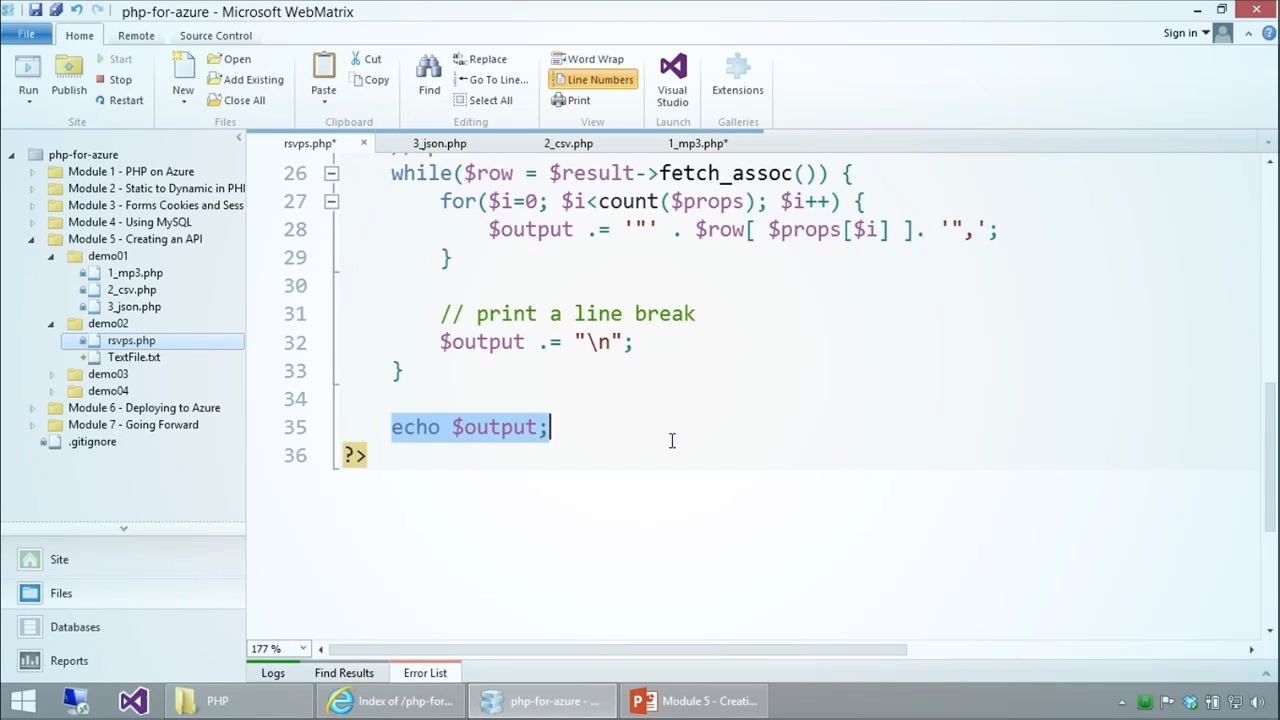 php-for-azure - Microsoft WebMatrix
File
Home
Remote
Source Control
Sign in
Run
Publish
Start
Stop
Restart
Site
New
Open
Add Existing
Close All
Files
Paste
Cut
Copy
Clipboard
Find
Replace
Go To Line...
Select All
Editing
Word Wrap
Line Numbers
Print
View
Visual
Studio
Launch
Extensions
Galleries
rsvps.php*
3_json.php
2_csv.php
1_mp3.php*
php-for-azure
Module 1 - PHP on Azure
Module 2 - Static to Dynamic in PHI
Module 3 - Forms Cookies and Sess
Module 4 - Using MySQL
Module 5 - Creating an API
demo01
1_mp3.php
2_csv.php
3_json.php
demo02
rsvps.php
TextFile.txt
demo03
demo04
Module 6 - Deploying to Azure
Module 7 - Going Forward
.gitignore
Site
Files
Databases
Reports
26 while($row = $result->fetch_assoc()) {
27 for($i=0; $i<count($props); $i++) {
28 $output .= '"' . $row[ $props[$i] ]. '",';
29 }
30
31 // print a line break
32 $output .= "\n";
33 }
34
35 echo $output;
36 ?>
177 %
Logs
Find Results
Error List
PHP
Index of /php-for...
php-for-azure - ...
Module 5 - Creati...